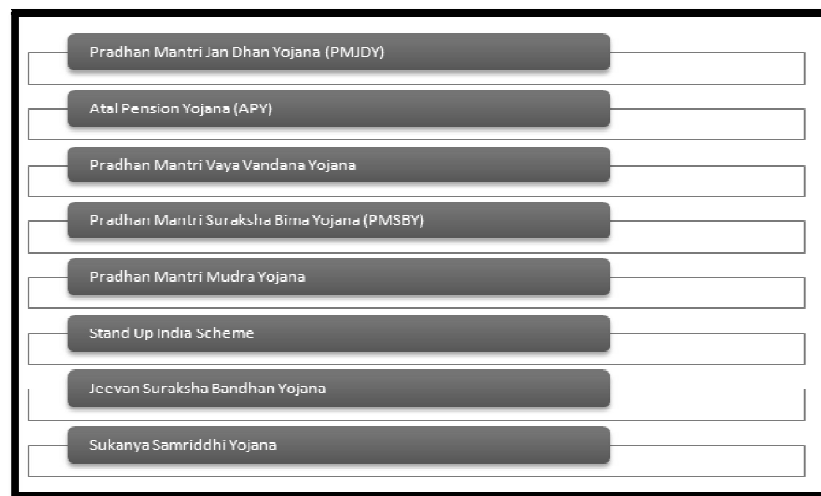 Pradhan Mantri Jan Dhan Yojana (PMJDY)
Atal Pension Yojana (APY)
Pradhan Mantri Vaya Vandana Yojana
Pradhan Mantri Suraksha Bima Yojana (PMSBY)
Pradhan Mantri Mudra Yojana
Stand Up India Scheme
Jeevan Suraksha Bandhan Yojana
Sukanya Samriddhi Yojana